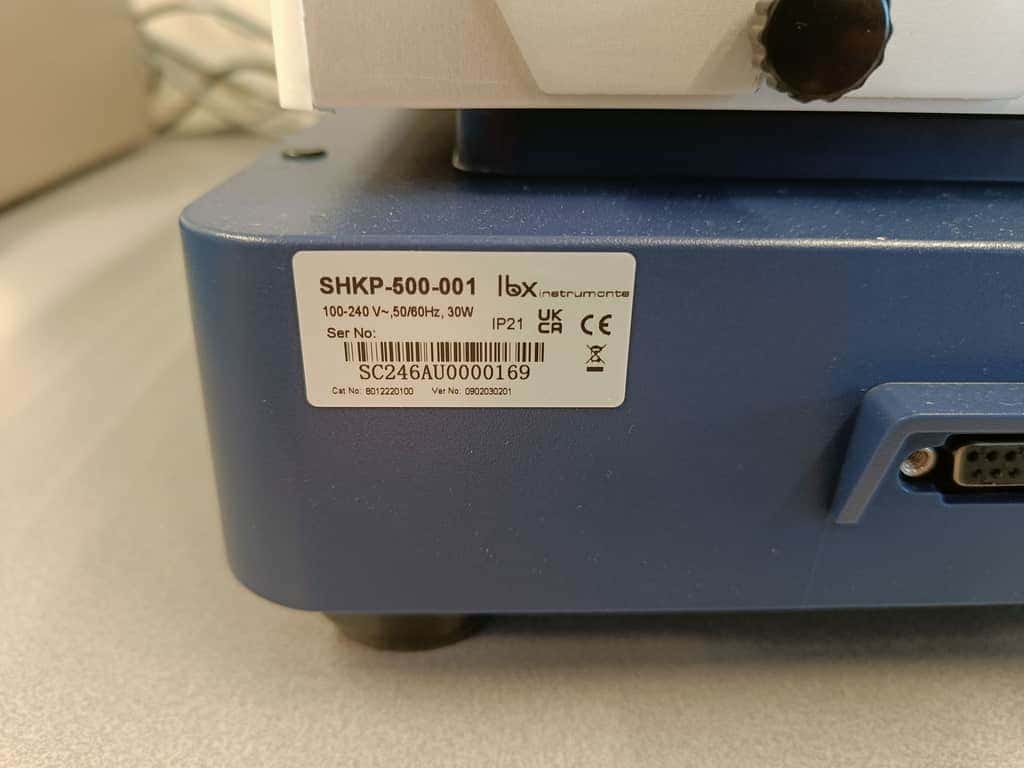 SHKP-500-001 lbx instruments
100-240 V~,50/60Hz, 30W
IP21 UK CA CE
Ser No:
SC246AU0000169
Cat No: 8012220100 Ver No: 0902030201